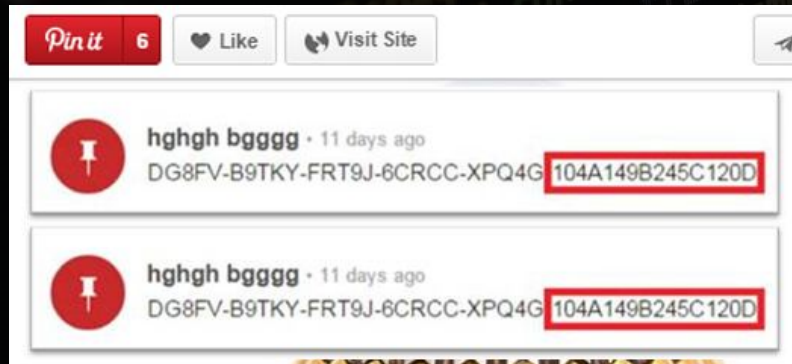 Pin it 6 Like Visit Site
hghgh bgggg · 11 days ago
DG8FV-B9TKY-FRT9J-6CRCC-XPQ4G 104A149B245C120D
hghgh bgggg · 11 days ago
DG8FV-B9TKY-FRT9J-6CRCC-XPQ4G 104A149B245C120D